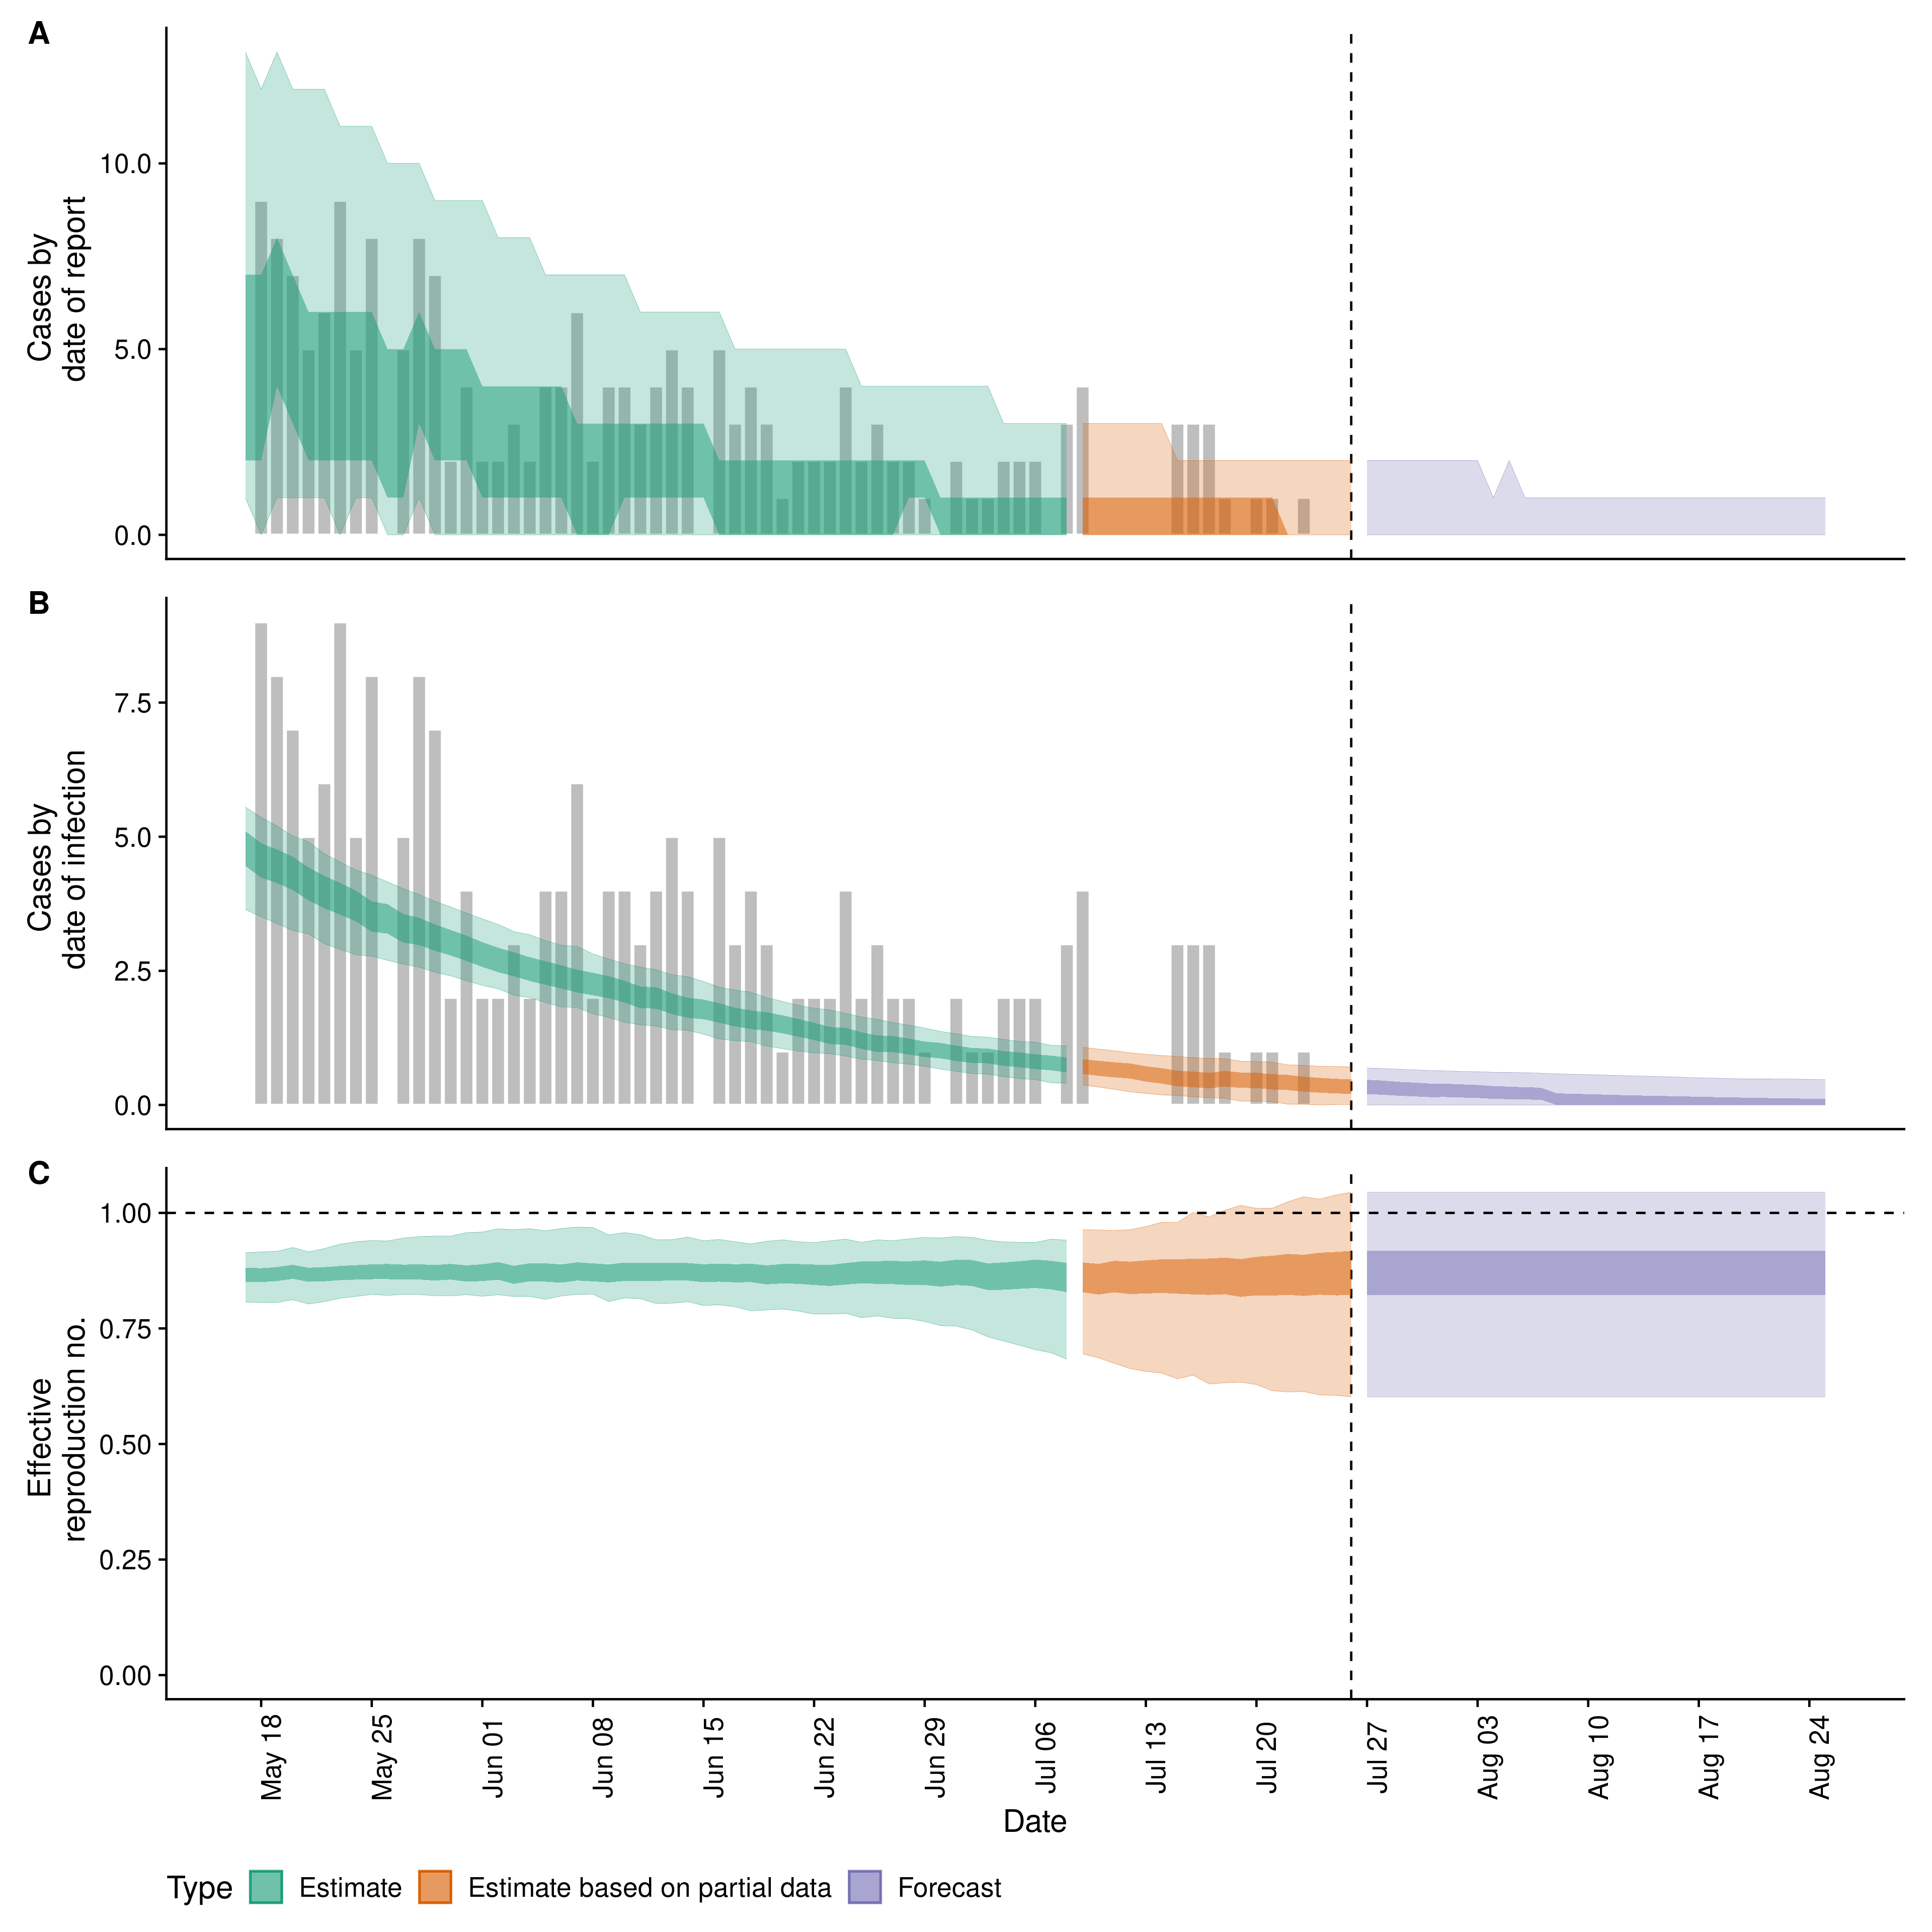 A
Cases by
date of report
10.0
5.0
0.0
B
Cases by
date of infection
7.5
5.0
2.5
0.0
C
Effective
reproduction no.
1.00
0.75
0.50
0.25
0.00
May 18
May 25
Jun 01
Jun 08
Jun 15
Jun 22
Jun 29
Jul 06
Jul 13
Jul 20
Jul 27
Aug 03
Aug 10
Aug 17
Aug 24
Date
Type Estimate Estimate based on partial data Forecast